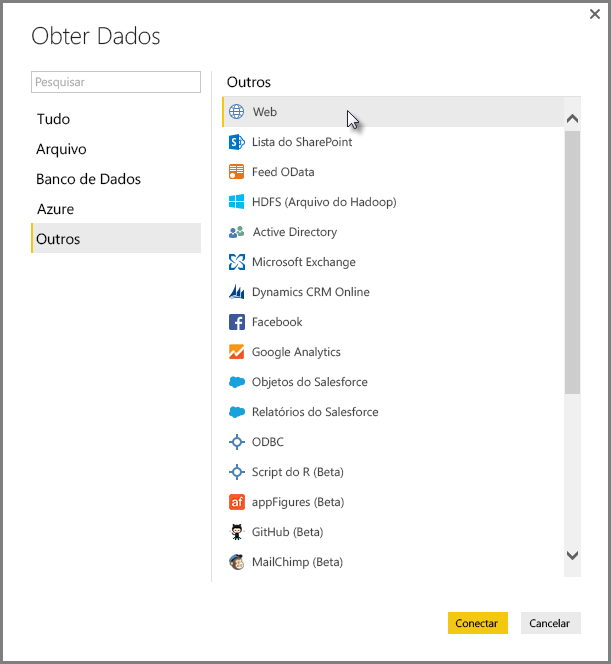 Obter Dados
Pesquisar
Tudo
Arquivo
Banco de Dados
Azure
Outros
Outros
Web
Lista do SharePoint
Feed OData
HDFS (Arquivo do Hadoop)
Active Directory
Microsoft Exchange
Dynamics CRM Online
Facebook
Google Analytics
Objetos do Salesforce
Relatórios do Salesforce
ODBC
Script do R (Beta)
af appFigures (Beta)
GitHub (Beta)
MailChimp (Beta)
Conectar
Cancelar